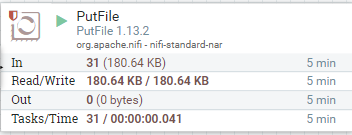 PutFile
PutFile 1.13.2
org.apache.nifi - nifi-standard-nar
In 31 (180.64 KB) 5 min
Read/Write 180.64 KB / 180.64 KB 5 min
Out 0 (0 bytes) 5 min
Tasks/Time 31 / 00:00:00.041 5 min